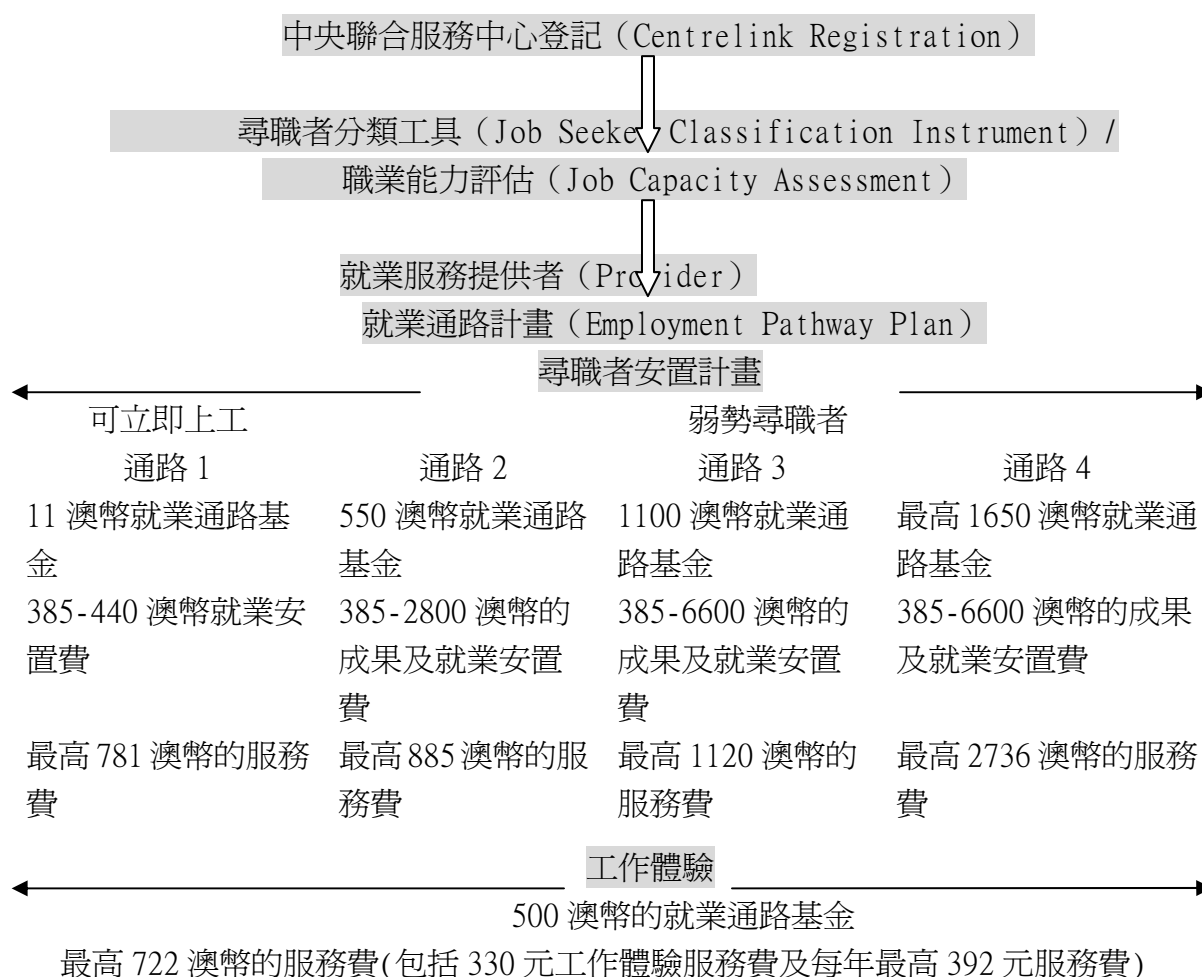 中央聯合服務中心登記（Centrelink Registration）
尋職者分類工具（Job Seeker Classification Instrument）/
職業能力評估（Job Capacity Assessment）
就業服務提供者（Provider）
就業通路計畫（Employment Pathway Plan）
尋職者安置計畫
可立即上工
弱勢尋職者
通路 1
通路 2
通路 3
通路 4
11 澳幣就業通路基
金
550 澳幣就業通路
基金
1100 澳幣就業通
路基金
最高 1650 澳幣就業通
路基金
385-440 澳幣就業安
置費
385-2800 澳幣的
成果及就業安置
費
385-6600 澳幣的
成果及就業安置
費
385-6600 澳幣的成果
及就業安置費
最高 781 澳幣的服務
費
最高 885 澳幣的服
務費
最高 1120 澳幣的
服務費
最高 2736 澳幣的服務
費
工作體驗
500 澳幣的就業通路基金
最高 722 澳幣的服務費(包括 330 元工作體驗服務費及每年最高 392 元服務費)